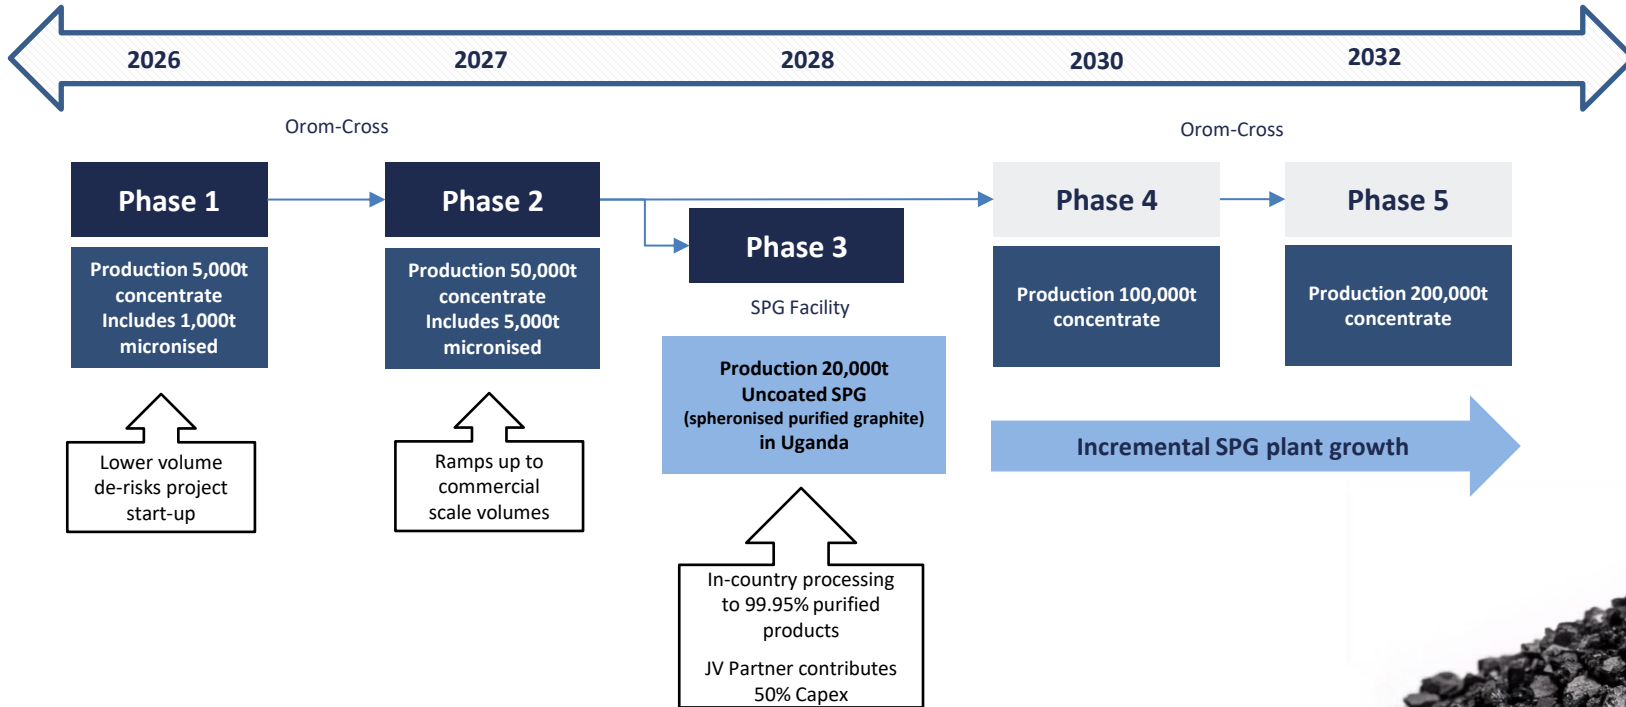 2026
2027
2028
2030
2032
Orom-Cross
Orom-Cross
Phase 1
Production 5,000t
concentrate
Includes 1,000t
micronised
Lower volume
de-risks project
start-up
Phase 2
Production 50,000t
concentrate
Includes 5,000t
micronised
Ramps up to
commercial
scale volumes
Phase 3
SPG Facility
Production 20,000t
Uncoated SPG
(spheronised purified graphite)
in Uganda
In-country processing
to 99.95% purified
products
JV Partner contributes
50% Capex
Phase 4
Production 100,000t
concentrate
Phase 5
Production 200,000t
concentrate
Incremental SPG plant growth